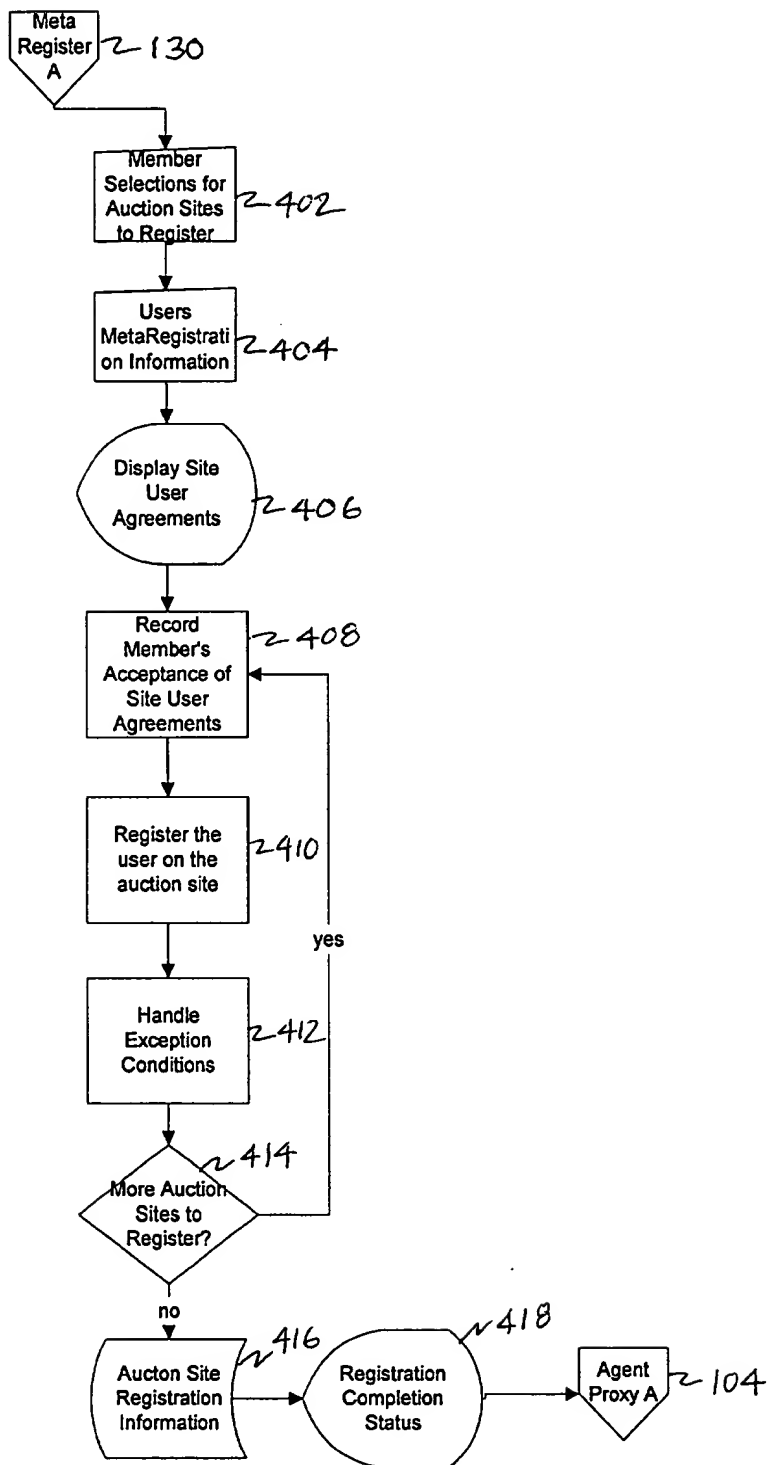 Meta
Register
A
130
Member
Selections for
Auction Sites
to Register
402
Users
MetaRegistrati
on Information
404
Display Site
User
Agreements
406
Record
Member's
Acceptance of
Site User
Agreements
408
Register the
user on the
auction site
410
yes
Handle
Exception
Conditions
412
414
More Auction
Sites to
Register?
no
Aucton Site
Registration
Information
416
Registration
Completion
Status
418
Agent
Proxy A
104